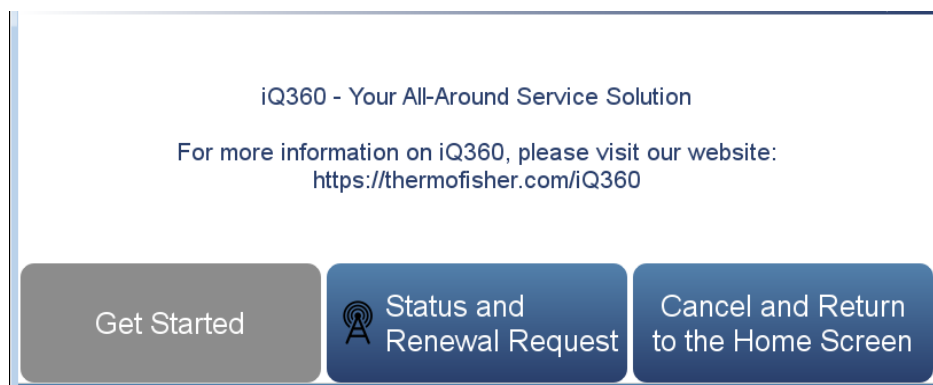 iQ360 - Your All-Around Service Solution
For more information on iQ360, please visit our website:
https://thermofisher.com/iQ360
Get Started
Status and
Renewal Request
Cancel and Return
to the Home Screen